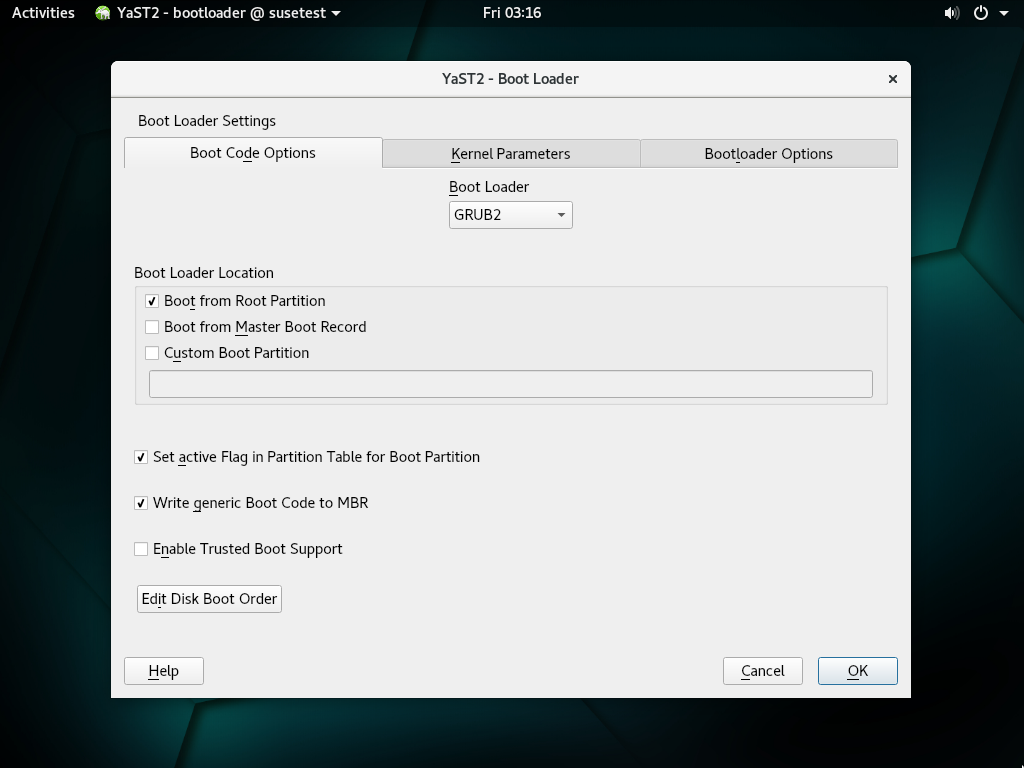 Activities YaST2 - bootloader @ susetest Fri 03:16
YaST2 - Boot Loader
Boot Loader Settings
Boot Code Options Kernel Parameters Bootloader Options
Boot Loader
GRUB2
Boot Loader Location
Boot from Root Partition
Boot from Master Boot Record
Custom Boot Partition
Set active Flag in Partition Table for Boot Partition
Write generic Boot Code to MBR
Enable Trusted Boot Support
Edit Disk Boot Order
Help Cancel OK